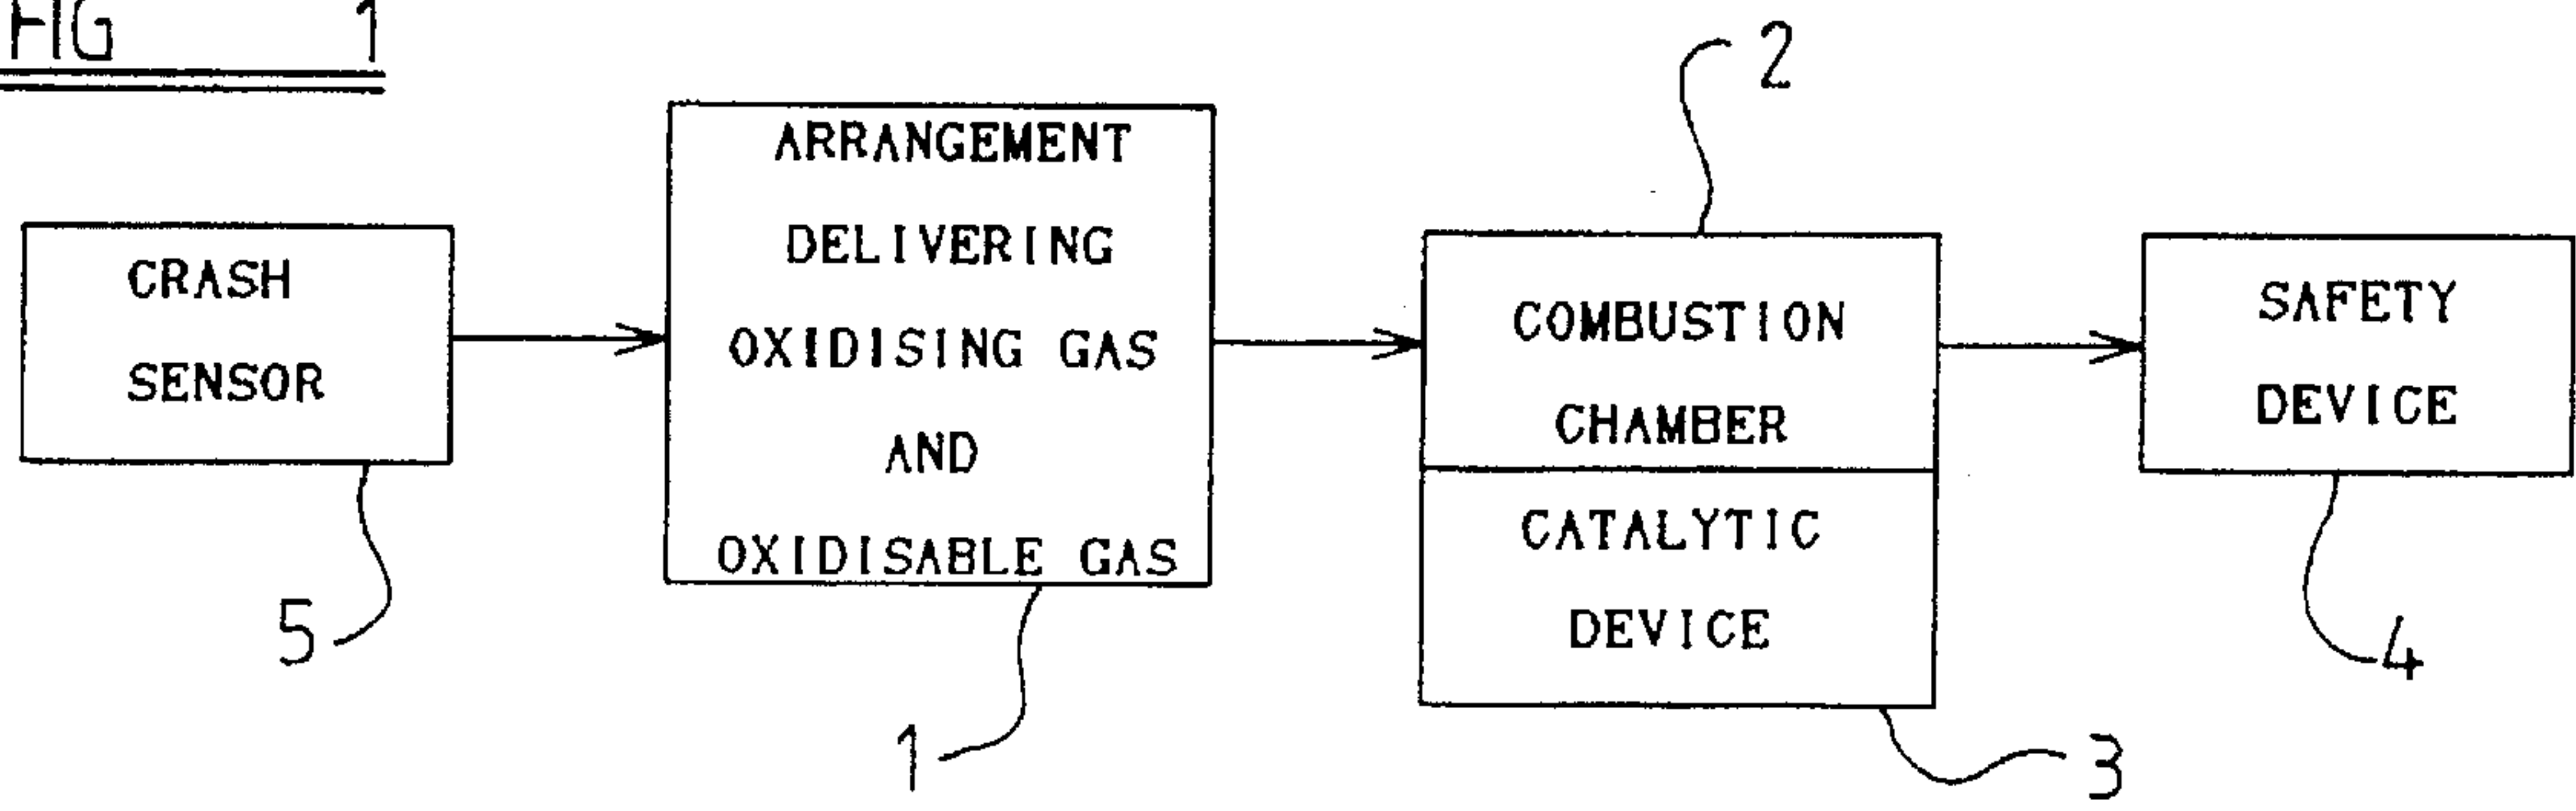 FIG 1
2
CRASH
SENSOR
5
ARRANGEMENT
DELIVERING
OXIDISING GAS
AND
OXIDISABLE GAS
1
COMBUSTION
CHAMBER
CATALYTIC
DEVICE
3
SAFETY
DEVICE
4